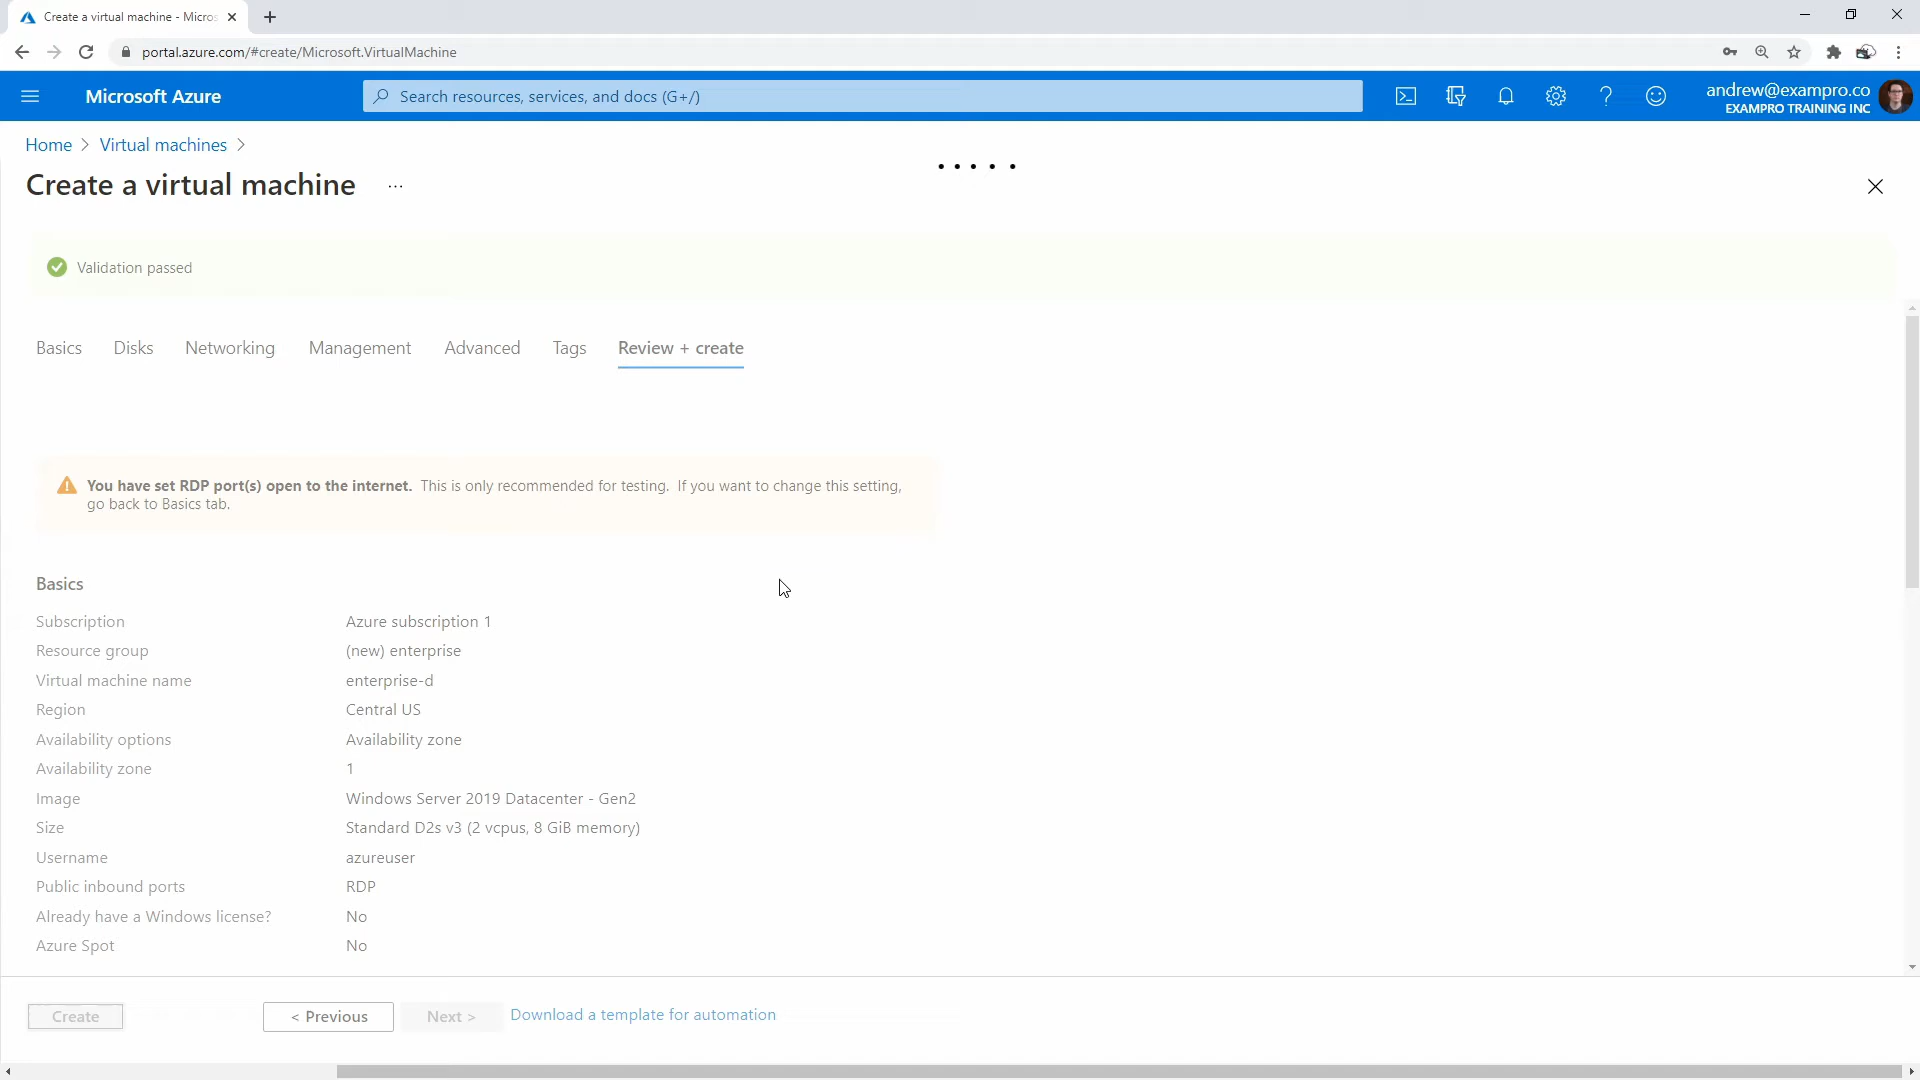 Create a virtual machine - Micros
portal.azure.com/#create/Microsoft.VirtualMachine
Microsoft Azure
Search resources, services, and docs (G+/)
andrew@exampro.co
EXAMPRO TRAINING INC
Home > Virtual machines >
Create a virtual machine ...
Validation passed
Basics Disks Networking Management Advanced Tags Review + create
You have set RDP port(s) open to the internet. This is only recommended for testing. If you want to change this setting,
go back to Basics tab.
Basics
Subscription Azure subscription 1
Resource group (new) enterprise
Virtual machine name enterprise-d
Region Central US
Availability options Availability zone
Availability zone 1
Image Windows Server 2019 Datacenter - Gen2
Size Standard D2s v3 (2 vcpus, 8 GiB memory)
Username azureuser
Public inbound ports RDP
Already have a Windows license? No
Azure Spot No
Create < Previous Next > Download a template for automation